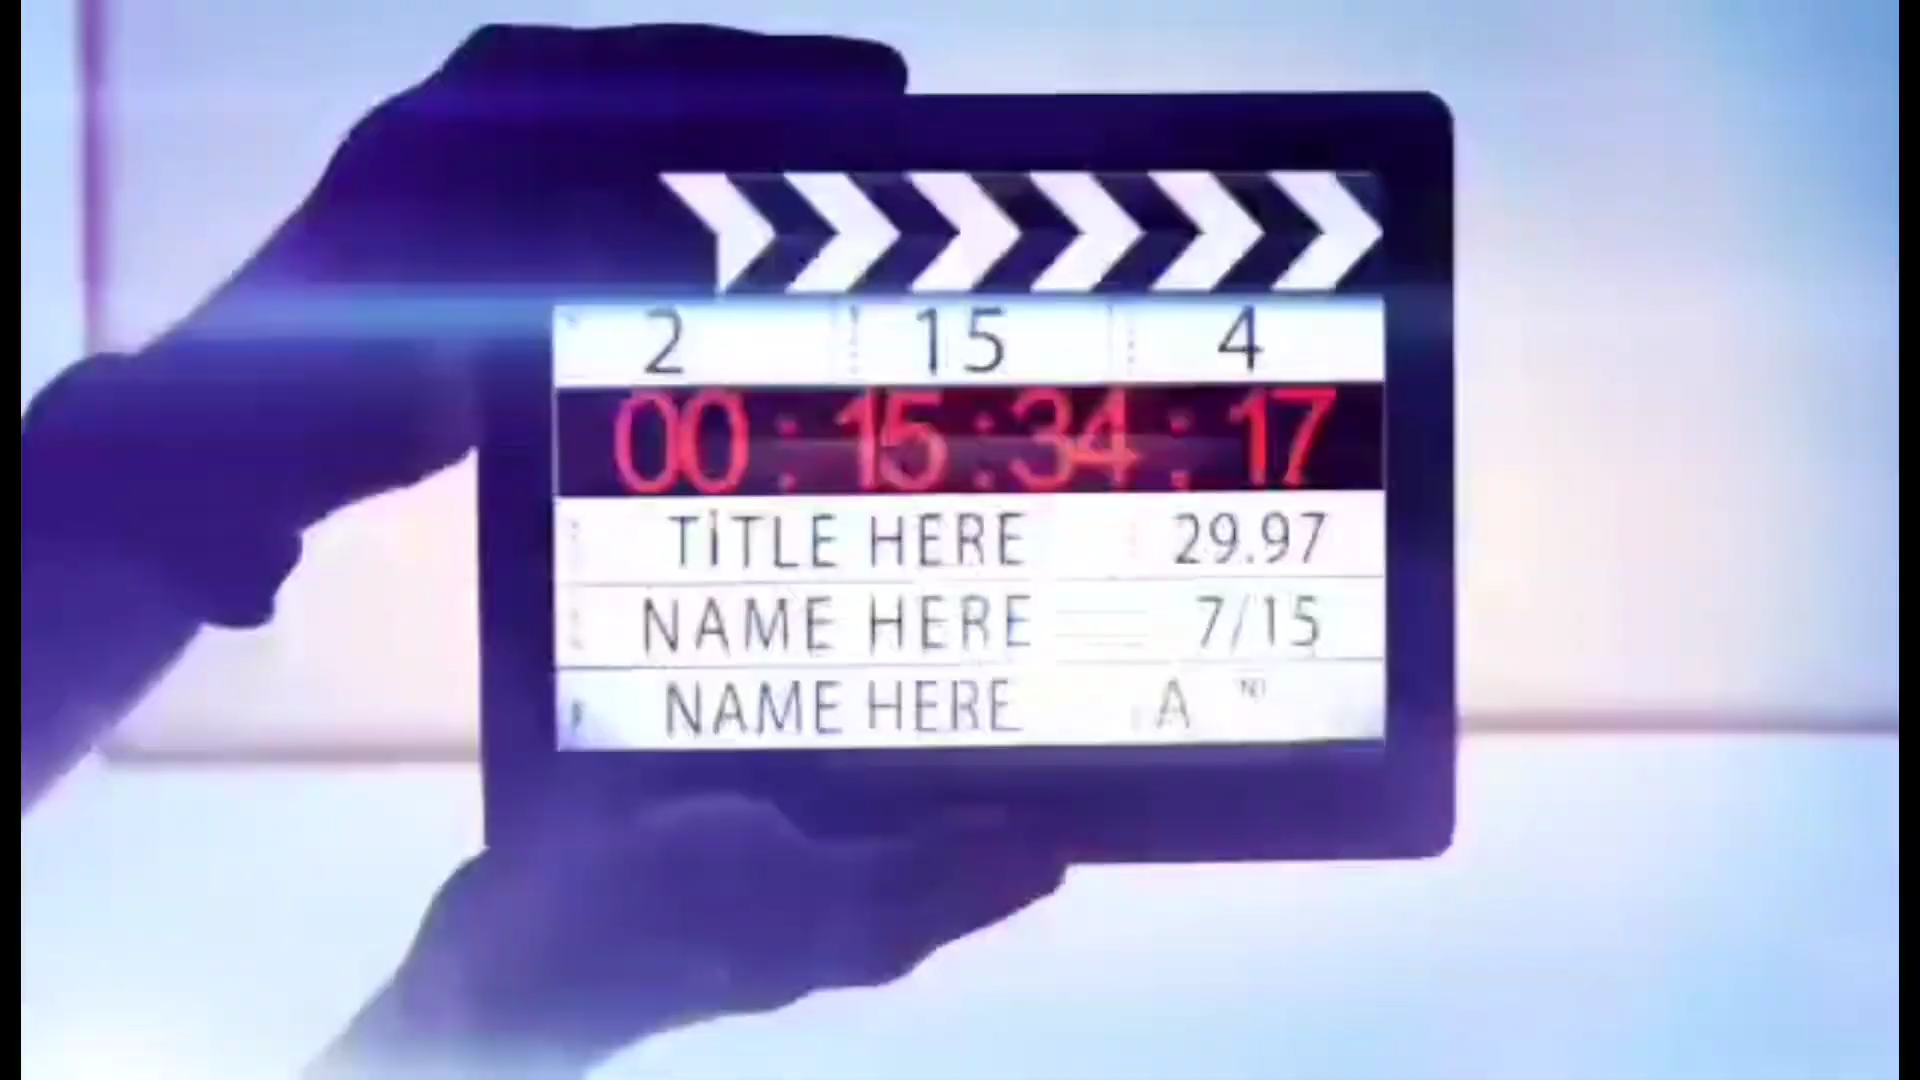 2 15 4
00:15:34:17
TITLE HERE 29.97
NAME HERE 7/15
NAME HERE A